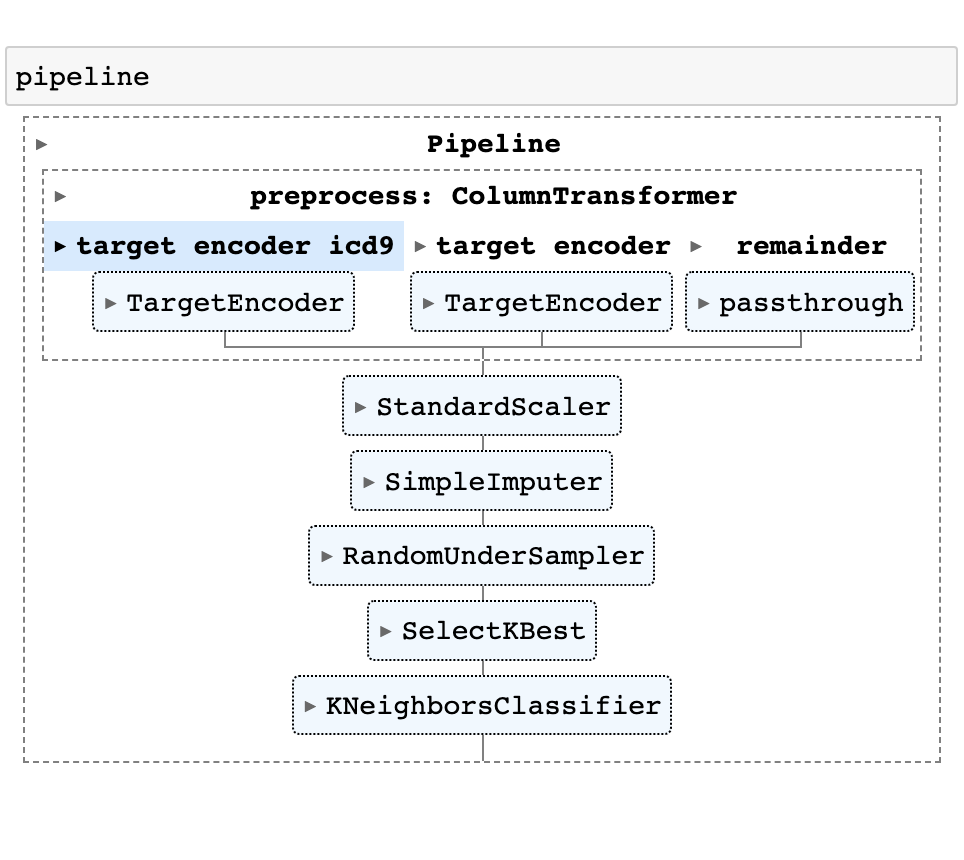 pipeline
Pipeline
preprocess: ColumnTransformer
target encoder icd9 target encoder remainder
TargetEncoder TargetEncoder passthrough
StandardScaler
SimpleImputer
RandomUnderSampler
SelectKBest
KNeighborsClassifier